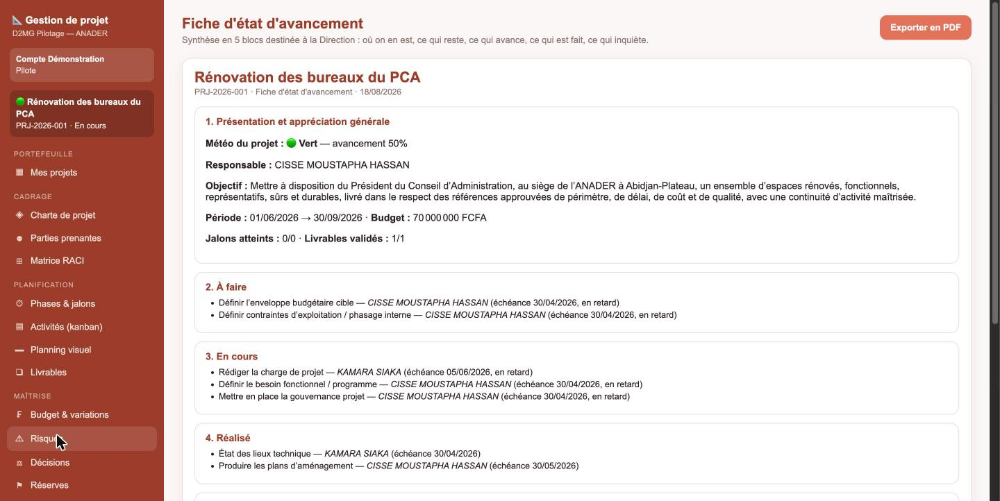 Gestion de projet
D2MG Pilotage — ANADER
Compte Démonstration
Pilote
Rénovation des bureaux du
PCA
PRJ-2026-001 · En cours
PORTEFEUILLE
Mes projets
CADRAGE
Charte de projet
Parties prenantes
Matrice RACI
PLANIFICATION
Phases & jalons
Activités (kanban)
Planning visuel
Livrables
MAÎTRISE
Budget & variations
Risque
Décisions
Réserves
Fiche d'état d'avancement
Synthèse en 5 blocs destinée à la Direction : où on en est, ce qui reste, ce qui avance, ce qui est fait, ce qui inquiète.
Exporter en PDF
Rénovation des bureaux du PCA
PRJ-2026-001 · Fiche d'état d'avancement · 18/08/2026
1. Présentation et appréciation générale
Météo du projet : Vert — avancement 50%
Responsable : CISSE MOUSTAPHA HASSAN
Objectif : Mettre à disposition du Président du Conseil d’Administration, au siège de l’ANADER à Abidjan-Plateau, un ensemble d’espaces rénovés, fonctionnels,
représentatifs, sûrs et durables, livré dans le respect des références approuvées de périmètre, de délai, de coût et de qualité, avec une continuité d’activité maîtrisée.
Période : 01/06/2026 → 30/09/2026 · Budget : 70 000 000 FCFA
Jalons atteints : 0/0 · Livrables validés : 1/1
2. À faire
• Définir l’enveloppe budgétaire cible — CISSE MOUSTAPHA HASSAN (échéance 30/04/2026, en retard)
• Définir contraintes d’exploitation / phasage interne — CISSE MOUSTAPHA HASSAN (échéance 30/04/2026, en retard)
3. En cours
• Rédiger la charge de projet — KAMARA SIAKA (échéance 05/06/2026, en retard)
• Définir le besoin fonctionnel / programme — CISSE MOUSTAPHA HASSAN (échéance 30/04/2026, en retard)
• Mettre en place la gouvernance projet — CISSE MOUSTAPHA HASSAN (échéance 30/04/2026, en retard)
4. Réalisé
• État des lieux technique — KAMARA SIAKA (échéance 30/04/2026)
• Produire les plans d’aménagement — CISSE MOUSTAPHA HASSAN (échéance 30/05/2026)